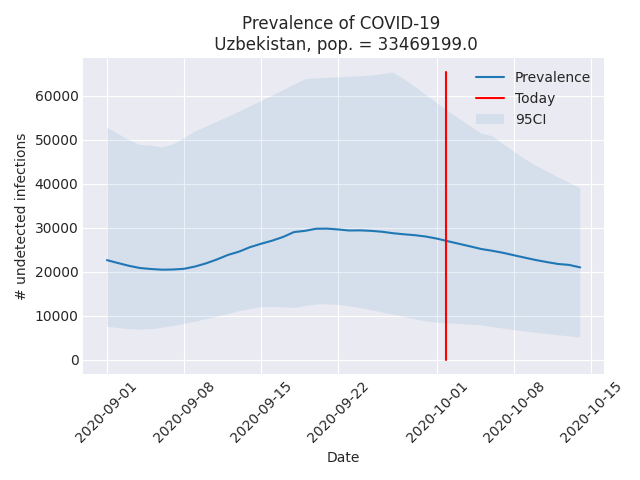 Prevalence of COVID-19
Uzbekistan, pop. = 33469199.0
Prevalence
Today
95CI
60000
50000
40000
30000
20000
10000
0
# undetected infections
2020-09-01
2020-09-08
2020-09-15
2020-09-22
2020-10-01
2020-10-08
2020-10-15
Date